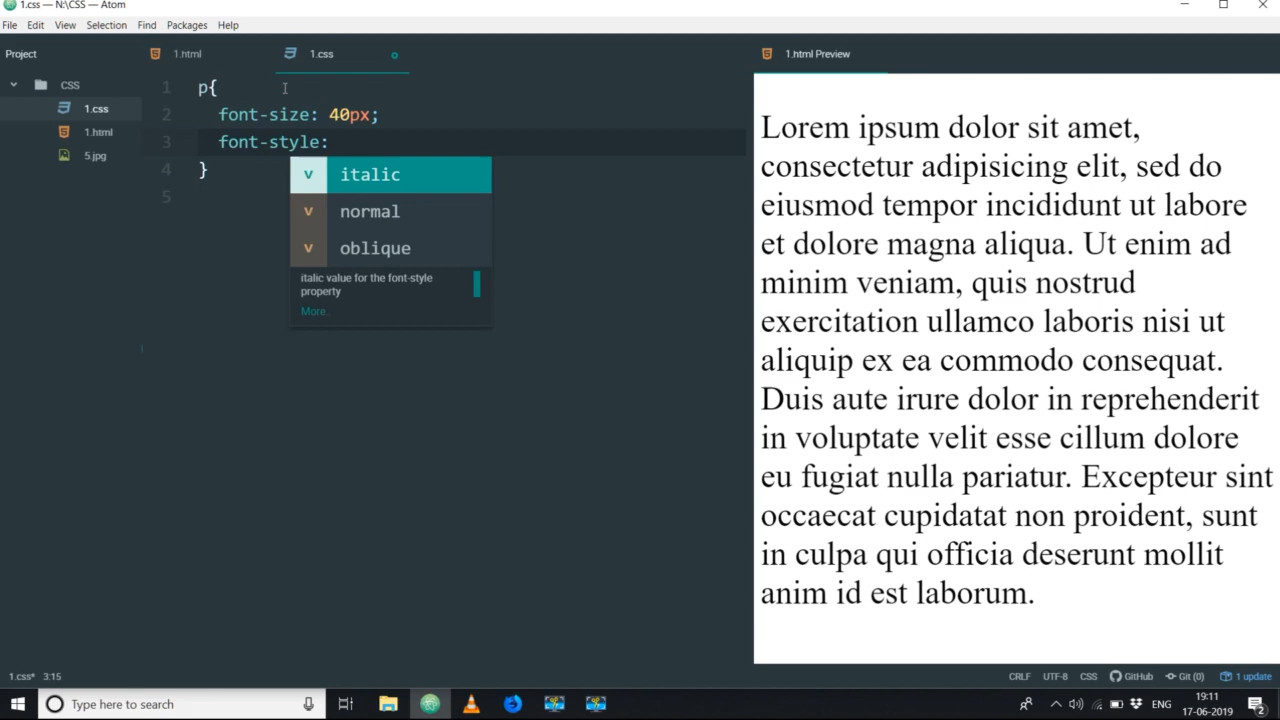 1.css — N:\CSS — Atom
File Edit View Selection Find Packages Help
Project
1.html
1.css
1.html Preview
CSS
1.css
1.html
5.jpg
1 p{
2 font-size: 40px;
3 font-style:
4 }
5
v italic
v normal
v oblique
italic value for the font-style
property
More..
Lorem ipsum dolor sit amet,
consectetur adipisicing elit, sed do
eiusmod tempor incididunt ut labore
et dolore magna aliqua. Ut enim ad
minim veniam, quis nostrud
exercitation ullamco laboris nisi ut
aliquip ex ea commodo consequat.
Duis aute irure dolor in reprehenderit
in voluptate velit esse cillum dolore
eu fugiat nulla pariatur. Excepteur sint
occaecat cupidatat non proident, sunt
in culpa qui officia deserunt mollit
anim id est laborum.
1.css* 3:15
CRLF UTF-8 CSS GitHub Git (0) 1 update
Type here to search
ENG
19:11
17-06-2019
2